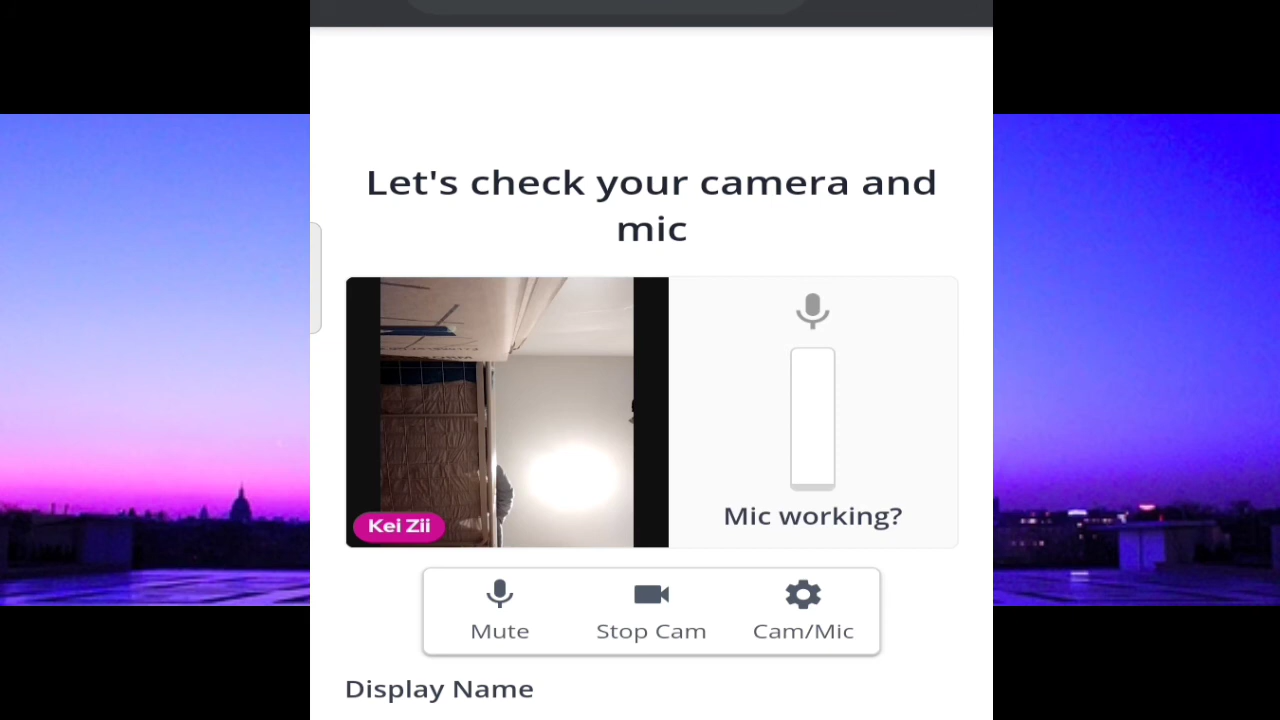 Let's check your camera and
mic
Kei Zii
Mic working?
Mute
Stop Cam
Cam/Mic
Display Name